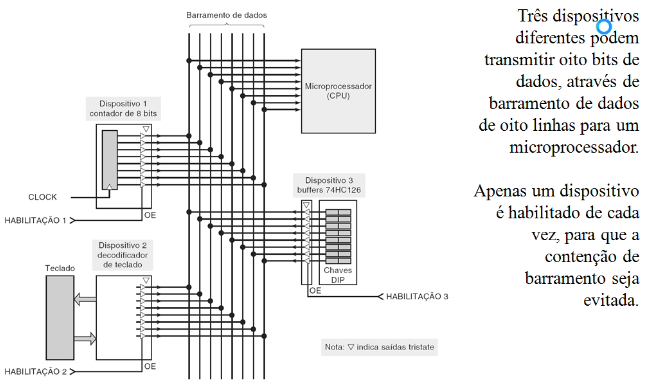 Barramento de dados
Microprocessador
(CPU)
Dispositivo 1
contador de 8 bits
CLOCK
HABILITAÇÃO 1
OE
Dispositivo 3
buffers 74HC126
Chaves
DIP
OE
HABILITAÇÃO 3
Dispositivo 2
decodificador
de teclado
Teclado
OE
HABILITAÇÃO 2
Nota: ▽ indica saídas tristate
Três dispositivos
diferentes podem
transmitir oito bits de
dados, através de
barramento de dados
de oito linhas para um
microprocessador.
Apenas um dispositivo
é habilitado de cada
vez, para que a
contenção de
barramento seja
evitada.